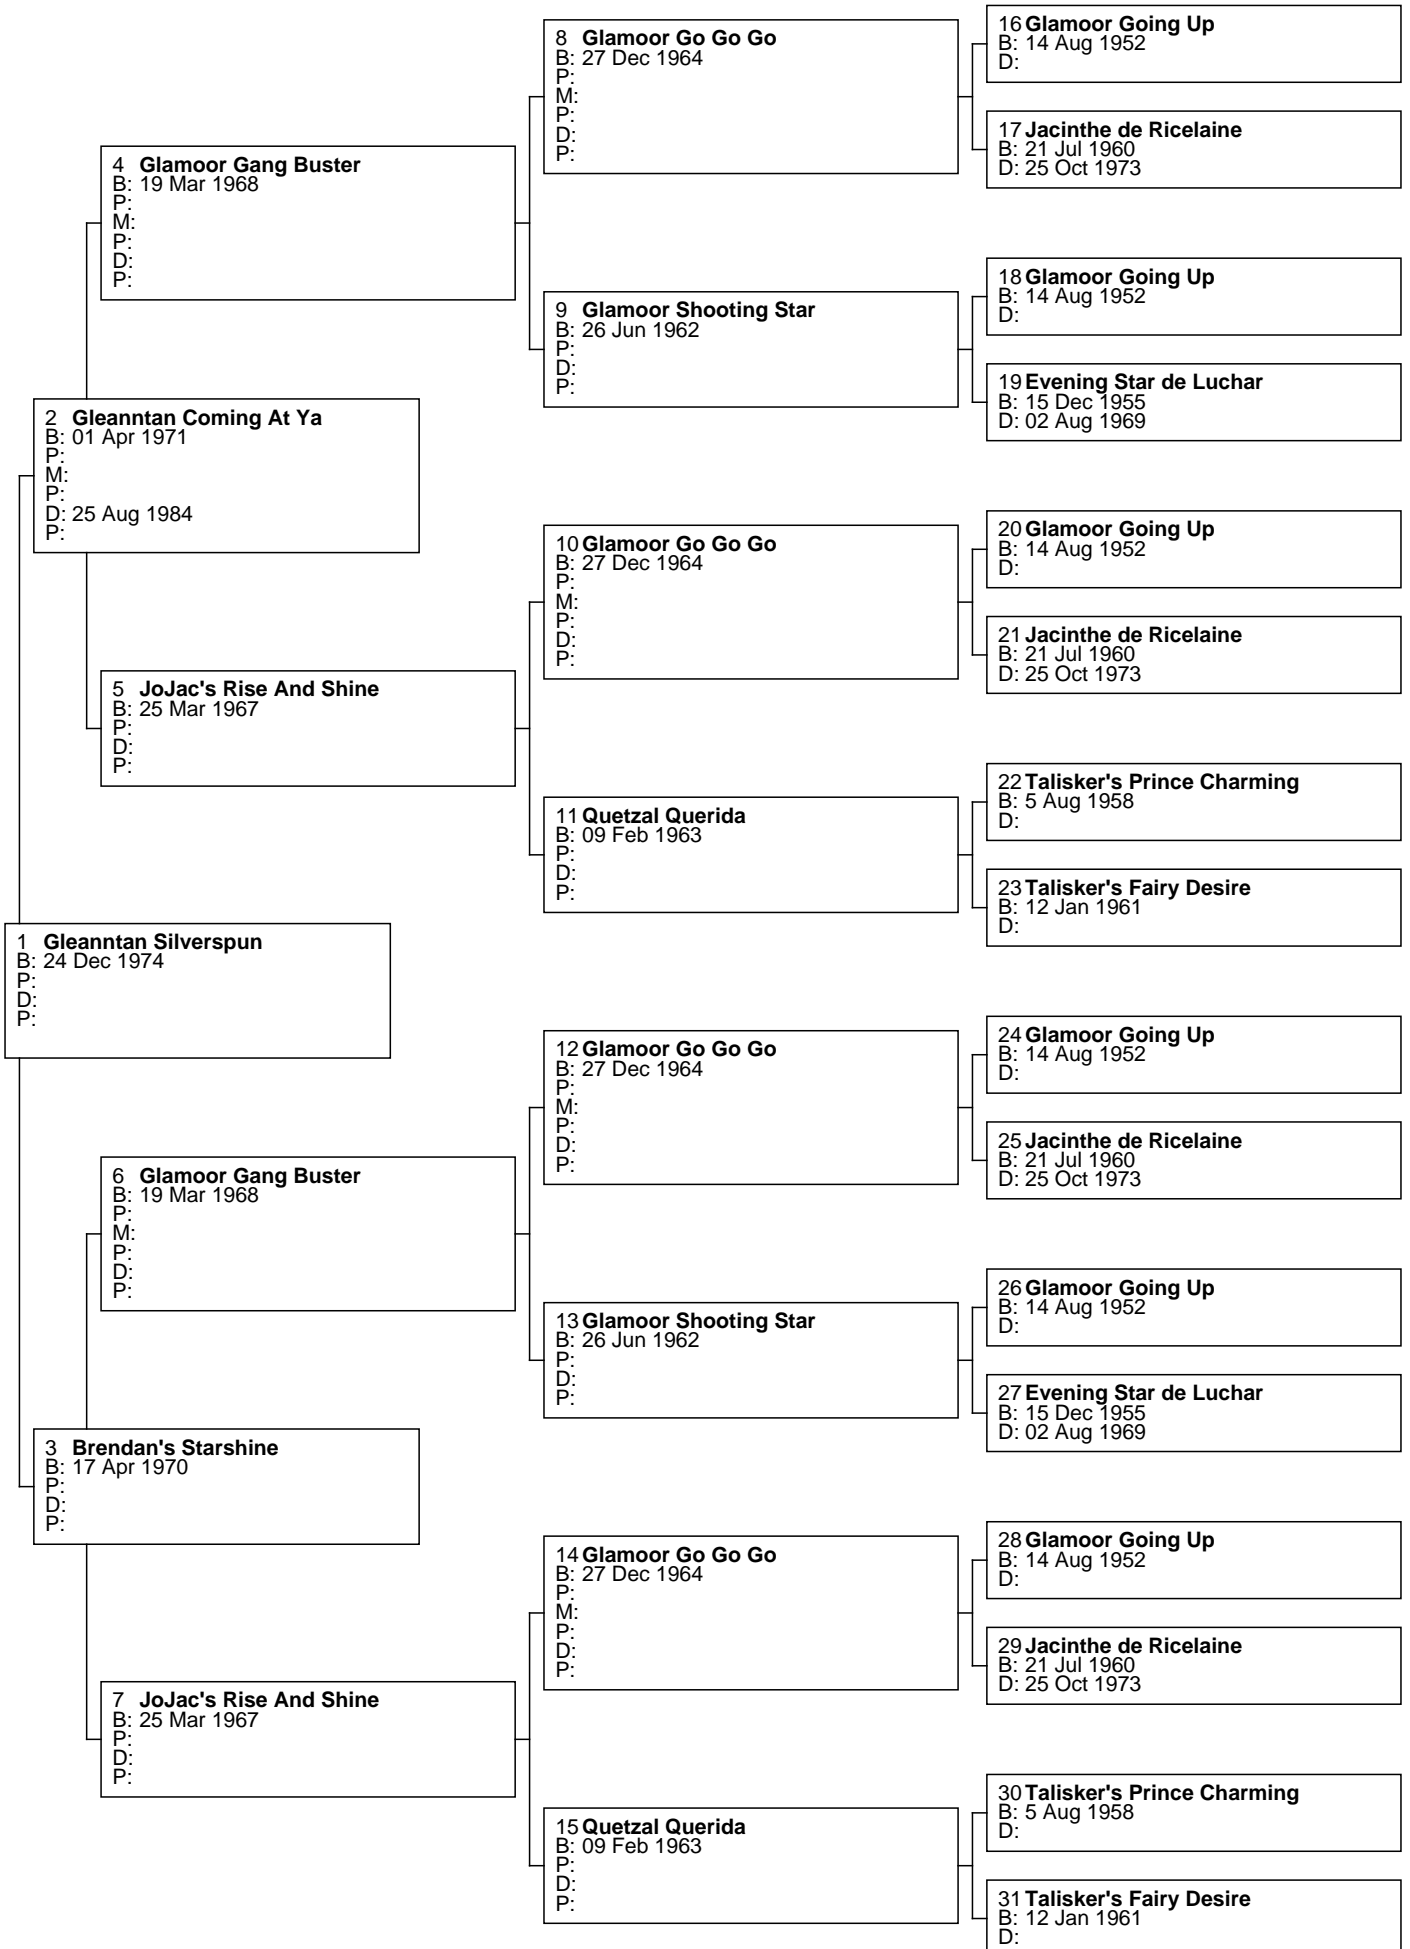 1 Gleanntan Silverspun
B: 24 Dec 1974
P:
D:
P:
2 Gleanntan Coming At Ya
B: 01 Apr 1971
P:
M:
P:
D: 25 Aug 1984
P:
3 Brendan's Starshine
B: 17 Apr 1970
P:
D:
P:
4 Glamoor Gang Buster
B: 19 Mar 1968
P:
M:
P:
D:
P:
5 JoJac's Rise And Shine
B: 25 Mar 1967
P:
D:
P:
6 Glamoor Gang Buster
B: 19 Mar 1968
P:
M:
P:
D:
P:
7 JoJac's Rise And Shine
B: 25 Mar 1967
P:
D:
P:
8 Glamoor Go Go Go
B: 27 Dec 1964
P:
M:
P:
D:
P:
9 Glamoor Shooting Star
B: 26 Jun 1962
P:
D:
P:
10 Glamoor Go Go Go
B: 27 Dec 1964
P:
M:
P:
D:
P:
11 Quetzal Querida
B: 09 Feb 1963
P:
D:
P:
12 Glamoor Go Go Go
B: 27 Dec 1964
P:
M:
P:
D:
P:
13 Glamoor Shooting Star
B: 26 Jun 1962
P:
D:
P:
14 Glamoor Go Go Go
B: 27 Dec 1964
P:
M:
P:
D:
P:
15 Quetzal Querida
B: 09 Feb 1963
P:
D:
P:
16 Glamoor Going Up
B: 14 Aug 1952
D:
17 Jacinthe de Ricelaine
B: 21 Jul 1960
D: 25 Oct 1973
18 Glamoor Going Up
B: 14 Aug 1952
D:
19 Evening Star de Luchar
B: 15 Dec 1955
D: 02 Aug 1969
20 Glamoor Going Up
B: 14 Aug 1952
D:
21 Jacinthe de Ricelaine
B: 21 Jul 1960
D: 25 Oct 1973
22 Talisker's Prince Charming
B: 5 Aug 1958
D:
23 Talisker's Fairy Desire
B: 12 Jan 1961
D:
24 Glamoor Going Up
B: 14 Aug 1952
D:
25 Jacinthe de Ricelaine
B: 21 Jul 1960
D: 25 Oct 1973
26 Glamoor Going Up
B: 14 Aug 1952
D:
27 Evening Star de Luchar
B: 15 Dec 1955
D: 02 Aug 1969
28 Glamoor Going Up
B: 14 Aug 1952
D:
29 Jacinthe de Ricelaine
B: 21 Jul 1960
D: 25 Oct 1973
30 Talisker's Prince Charming
B: 5 Aug 1958
D:
31 Talisker's Fairy Desire
B: 12 Jan 1961
D: